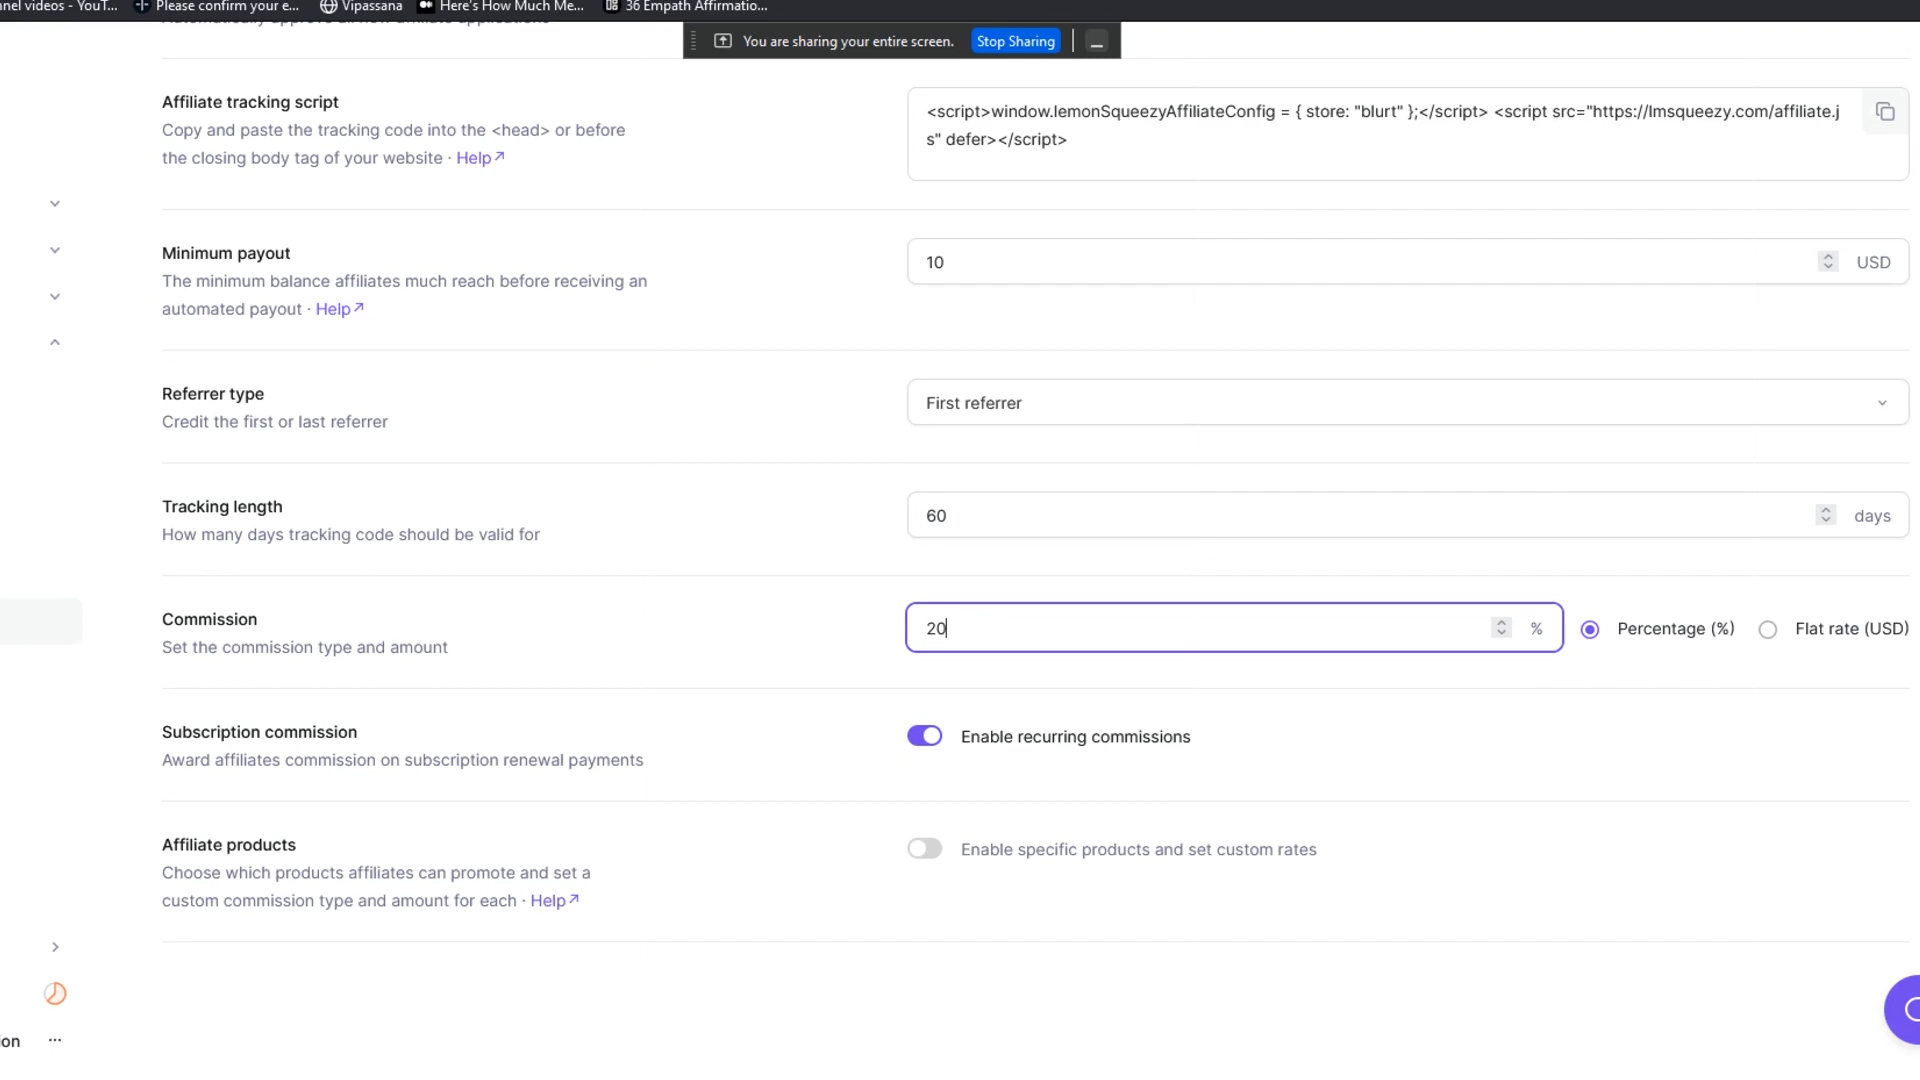 nnel videos - YouT...
Please confirm your e...
Vipassana
Here's How Much Me...
36 Empath Affirmatio...
You are sharing your entire screen.
Stop Sharing
Affiliate tracking script
Copy and paste the tracking code into the <head> or before
the closing body tag of your website · Help
<script>window.lemonSqueezyAffiliateConfig = { store: "blurt" };</script> <script src="https://lmsqueezy.com/affiliate.j
s" defer></script>
Minimum payout
The minimum balance affiliates much reach before receiving an
automated payout · Help
10
USD
Referrer type
Credit the first or last referrer
First referrer
Tracking length
How many days tracking code should be valid for
60
days
Commission
Set the commission type and amount
20
%
Percentage (%)
Flat rate (USD)
Subscription commission
Award affiliates commission on subscription renewal payments
Enable recurring commissions
Affiliate products
Choose which products affiliates can promote and set a
custom commission type and amount for each · Help
Enable specific products and set custom rates
ion
...